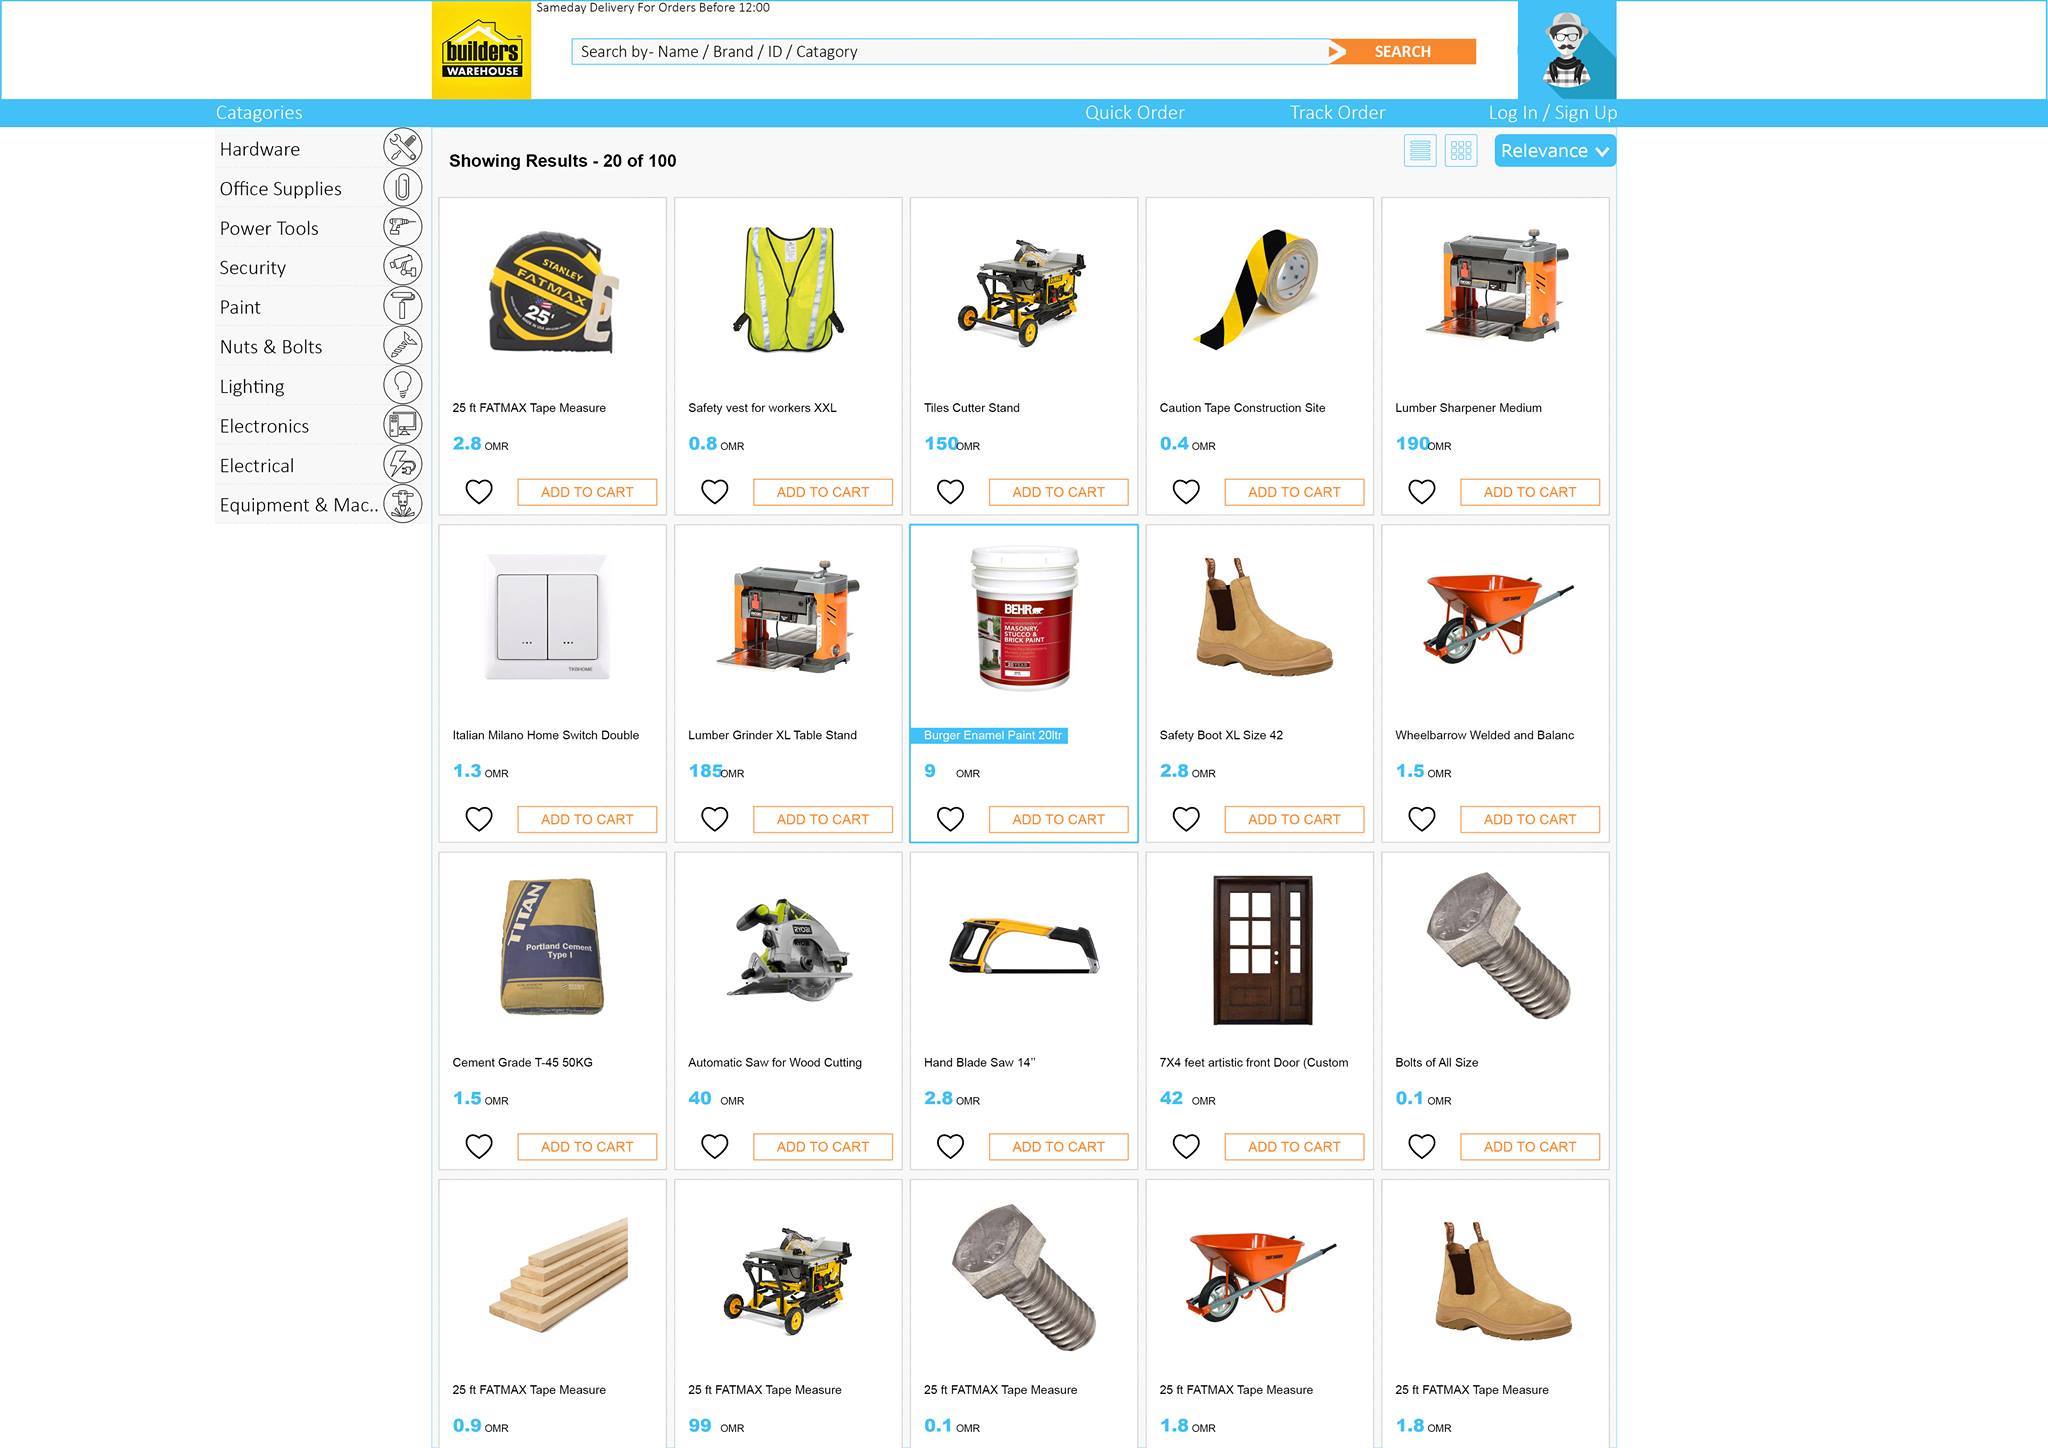 Sameday Delivery For Orders Before 12:00
builders
WAREHOUSE
Search by- Name / Brand / ID / Catagory
SEARCH
Catagories
Quick Order
Track Order
Log In / Sign Up
Hardware
Office Supplies
Power Tools
Security
Paint
Nuts & Bolts
Lighting
Electronics
Electrical
Equipment & Mac..
Showing Results - 20 of 100
Relevance
STANLEY
FATMAX
25'
25 ft FATMAX Tape Measure
2.8 OMR
ADD TO CART
Safety vest for workers XXL
0.8 OMR
ADD TO CART
Tiles Cutter Stand
150 OMR
ADD TO CART
Caution Tape Construction Site
0.4 OMR
ADD TO CART
Lumber Sharpener Medium
190 OMR
ADD TO CART
TKBHOME
Italian Milano Home Switch Double
1.3 OMR
ADD TO CART
Lumber Grinder XL Table Stand
185 OMR
ADD TO CART
BEHR
MASONRY,
STUCCO &
BRICK PAINT
Burger Enamel Paint 20ltr
9 OMR
ADD TO CART
Safety Boot XL Size 42
2.8 OMR
ADD TO CART
Wheelbarrow Welded and Balanc
1.5 OMR
ADD TO CART
TITAN
Portland Cement
Type I
Cement Grade T-45 50KG
1.5 OMR
ADD TO CART
RYOBI
Automatic Saw for Wood Cutting
40 OMR
ADD TO CART
Hand Blade Saw 14"
2.8 OMR
ADD TO CART
7X4 feet artistic front Door (Custom
42 OMR
ADD TO CART
Bolts of All Size
0.1 OMR
ADD TO CART
25 ft FATMAX Tape Measure
0.9 OMR
25 ft FATMAX Tape Measure
99 OMR
25 ft FATMAX Tape Measure
0.1 OMR
25 ft FATMAX Tape Measure
1.8 OMR
25 ft FATMAX Tape Measure
1.8 OMR